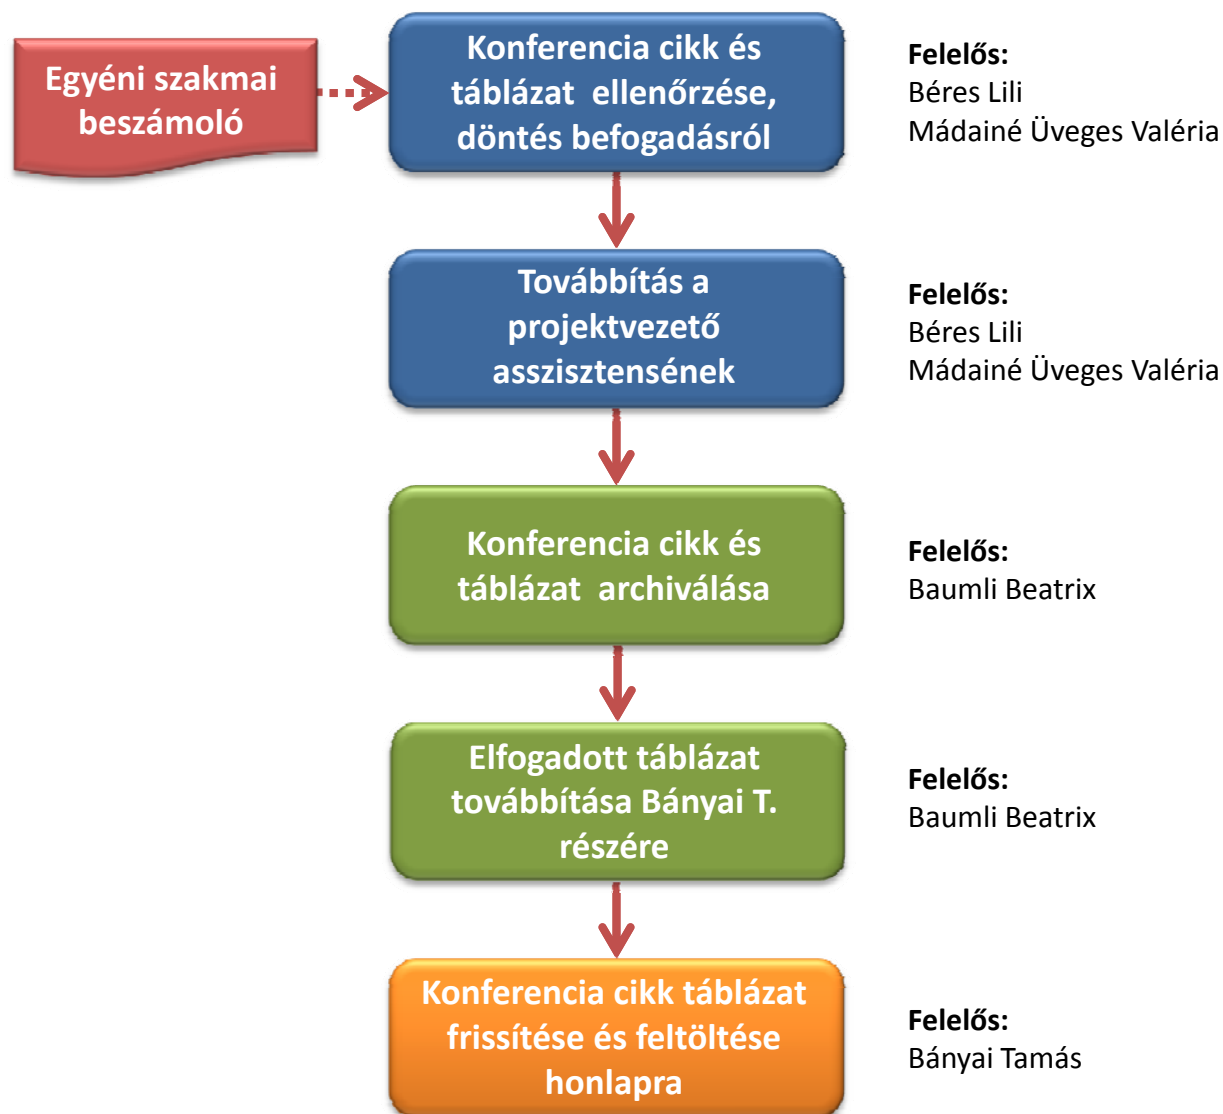 Egyéni szakmai
beszámoló
Konferencia cikk és
táblázat  ellenőrzése,
döntés befogadásról
Felelős:
Béres Lili
Mádainé Üveges Valéria
Továbbítás a
projektvezető
asszisztensének
Felelős:
Béres Lili
Mádainé Üveges Valéria
Konferencia cikk és
táblázat  archiválása
Felelős:
Baumli Beatrix
Elfogadott táblázat
továbbítása Bányai T.
részére
Felelős:
Baumli Beatrix
Konferencia cikk táblázat
frissítése és feltöltése
honlapra
Felelős:
Bányai Tamás